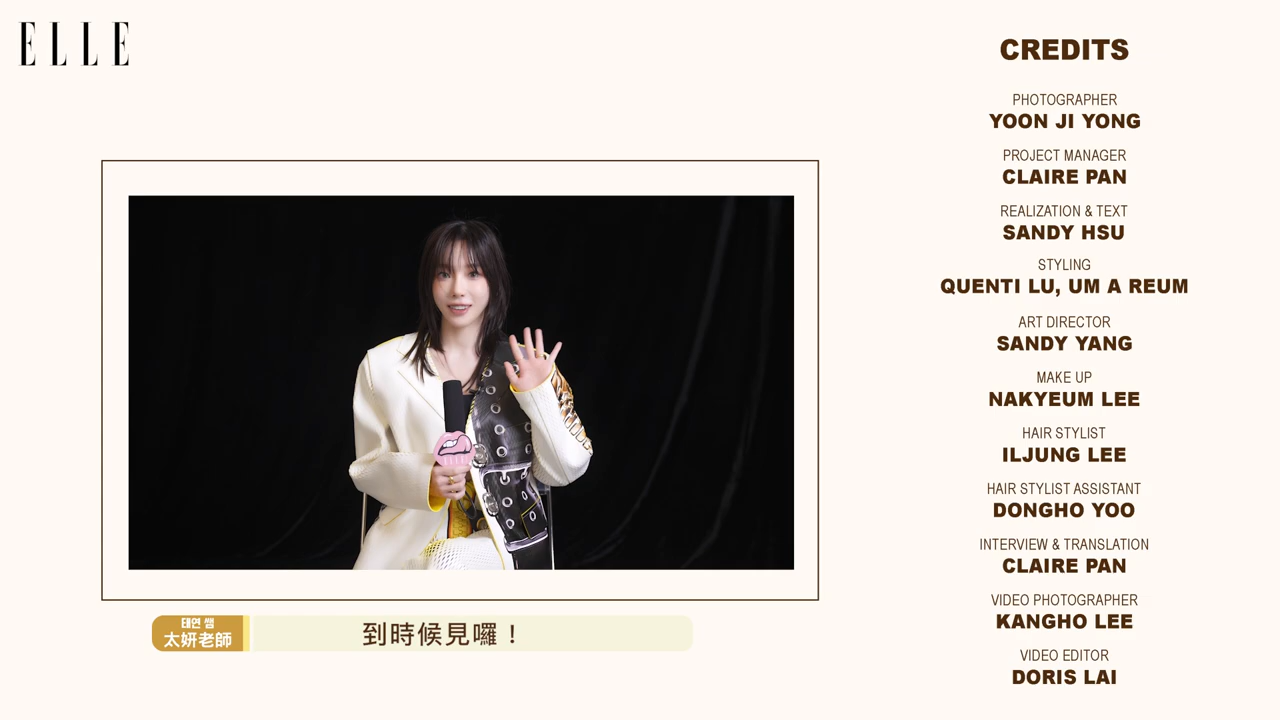 ELLE
CREDITS
PHOTOGRAPHER
YOON JI YONG
PROJECT MANAGER
CLAIRE PAN
REALIZATION & TEXT
SANDY HSU
STYLING
QUENTI LU, UM A REUM
ART DIRECTOR
SANDY YANG
MAKE UP
NAKYEUM LEE
HAIR STYLIST
ILJUNG LEE
HAIR STYLIST ASSISTANT
DONGHO YOO
INTERVIEW & TRANSLATION
CLAIRE PAN
VIDEO PHOTOGRAPHER
KANGHO LEE
VIDEO EDITOR
DORIS LAI
태연 쌤
太妍老師
到時候見囉！